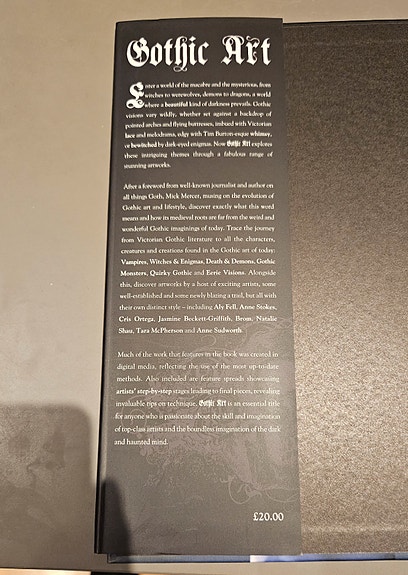 Gothic Art
Enter a world of the macabre and the mysterious, from
witches to werewolves, demons to dragons, a world
where a beautiful kind of darkness prevails. Gothic
visions vary wildly, whether set against a backdrop of
pointed arches and flying buttresses, imbued with Victorian
lace and melodrama, edgy with Tim Burton-esque whimsy,
or bewitched by dark-eyed enigmas. Now Gothic Art explores
these intriguing themes through a fabulous range of
stunning artworks.
After a foreword from well-known journalist and author on
all things Goth, Mick Mercer, musing on the evolution of
Gothic art and lifestyle, discover exactly what this word
means and how its medieval roots are far from the weird and
wonderful Gothic imaginings of today. Trace the journey
from Victorian Gothic literature to all the characters,
creatures and creations found in the Gothic art of today:
Vampires, Witches & Enigmas, Death & Demons, Gothic
Monsters, Quirky Gothic and Eerie Visions. Alongside
this, discover artworks by a host of exciting artists, some
well-established and some newly blazing a trail, but all with
their own distinct style – including Aly Fell, Anne Stokes,
Cris Ortega, Jasmine Beckett-Griffith, Brom, Natalie
Shau, Tara McPherson and Anne Sudworth.
Much of the work that features in the book was created in
digital media, reflecting the use of the most up-to-date
methods. Also included are feature spreads showcasing
artists' step-by-step stages leading to final pieces, revealing
invaluable tips on technique. Gothic Art is an essential title
for anyone who is passionate about the skill and imagination
of top-class artists and the boundless imagination of the dark
and haunted mind.
£20.00